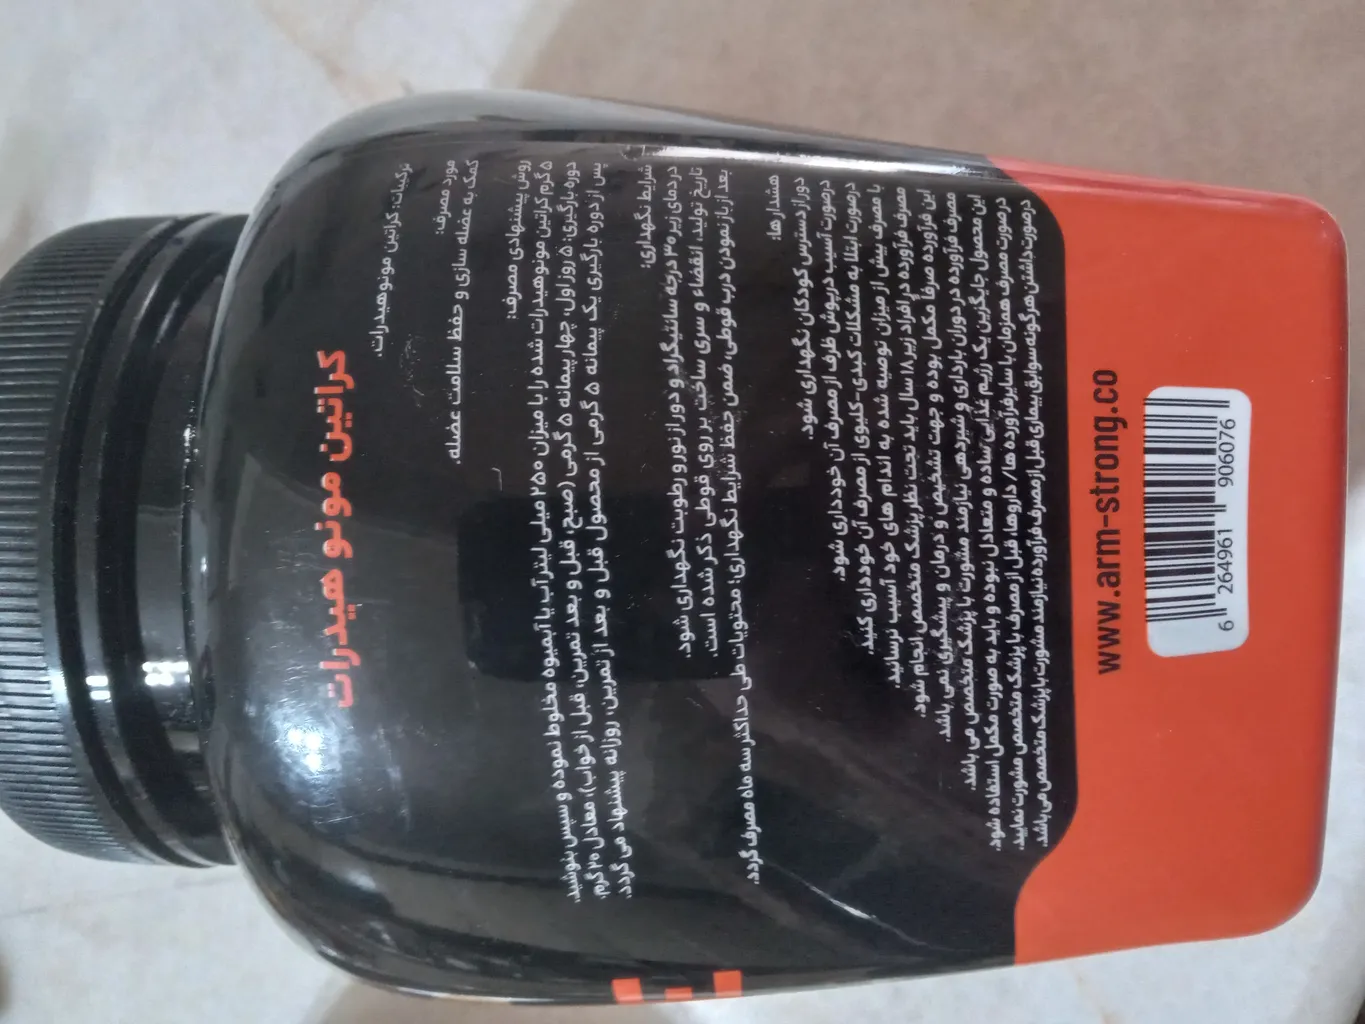 کراتین مونو هیدرات
ترکیبات: کراتین مونوهیدرات.
مورد مصرف:
کمک به عضله سازی و حفظ سلامت عضله.
روش پیشنهادی مصرف:
۵ گرم کراتین مونوهیدرات شده را با میزان ۲۵۰ میلی لیتر آب یا آبمیوه مخلوط نموده و سپس بنوشید.
دوره بارگیری: ۵ روز اول، چهار پیمانه ۵ گرمی (صبح، قبل و بعد تمرین، قبل از خواب)، معادل ۲۰ گرم.
پس از دوره بارگیری یک پیمانه ۵ گرمی از محصول قبل و بعد از تمرین، روزانه پیشنهاد می گردد.
شرایط نگهداری:
در دمای زیر ۳۰ درجه سانتیگراد و دور از نور و رطوبت نگهداری شود.
تاریخ تولید، انقضاء و سری ساخت بر روی قوطی ذکر شده است.
بعد از باز نمودن درب قوطی، ضمن حفظ شرایط نگهداری؛ محتویات طی حداکثر سه ماه مصرف گردد.
هشدارها:
دور از دسترس کودکان نگهداری شود.
درصورت آسیب درپوش ظرف از مصرف آن خودداری شود.
درصورت ابتلا به مشکلات کبدی-کلیوی از مصرف آن خودداری کنید.
با مصرف بیش از میزان توصیه شده به اندام های خود آسیب نرسانید.
مصرف فرآورده در افراد زیر ۱۸ سال باید تحت نظر پزشک متخصص انجام شود.
این فرآورده صرفاً مکمل بوده و جهت تشخیص و درمان و پیشگیری نمی باشد.
مصرف فرآورده در دوران بارداری و شیردهی نیازمند مشورت با پزشک متخصص می باشد.
این محصول جایگزین یک رژیم غذایی ساده و متعادل نبوده و باید به صورت مکمل استفاده شود.
درصورت مصرف همزمان با سایر فرآورده ها/ داروها قبل از مصرف با پزشک متخصص مشورت نمایید.
درصورت داشتن هرگونه سوابق بیماری قبل از مصرف فرآورده نیازمند مشورت با پزشک متخصص می باشد.
www.arm-strong.co
6 264961 906076